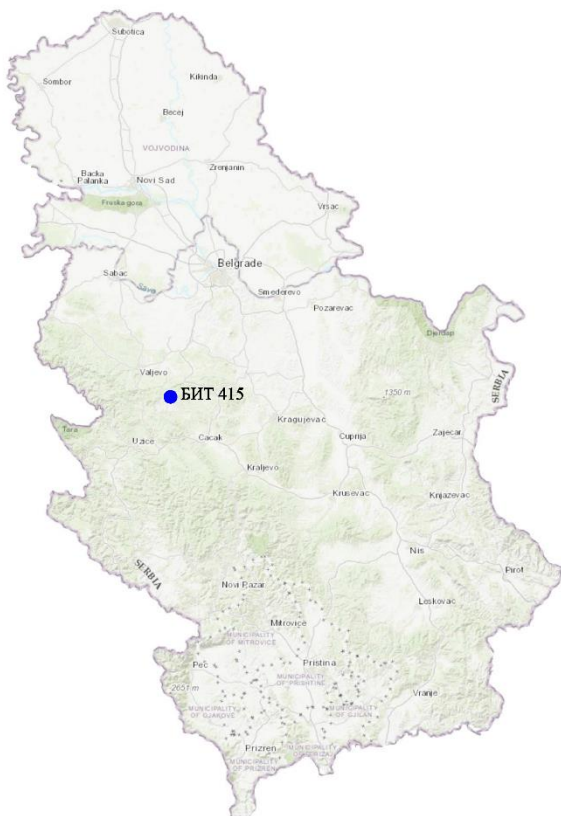 Subotica
Kikinda
Sombor
Becej
VOJVODINA
Zrenjanin
Backa
Palanka
Novi Sad
Fruska gora
Vrsac
Belgrade
Sabac
Sava
Smederevo
Pozarevac
Djerdap
Valjevo
SERBIA
1350 m
БИТ 415
Kragujevac
Tara
Uzice
Cacak
Cuprija
Zajecar
Kraljevo
Krusevac
Knjazevac
Nis
SERBIA
Pirot
Novi Pazar
Leskovac
Mitrovice
MUNICIPALITY
OF MITROVICE
Pristina
Peć
MUNICIPALITY
OF PRISHTINE
2651 m
Vranje
MUNICIPALITY
OF GJAKOVE
MUNICIPALITY
OF GJILAN
Prizren
MUNICIPALITY
OF PRIZREN